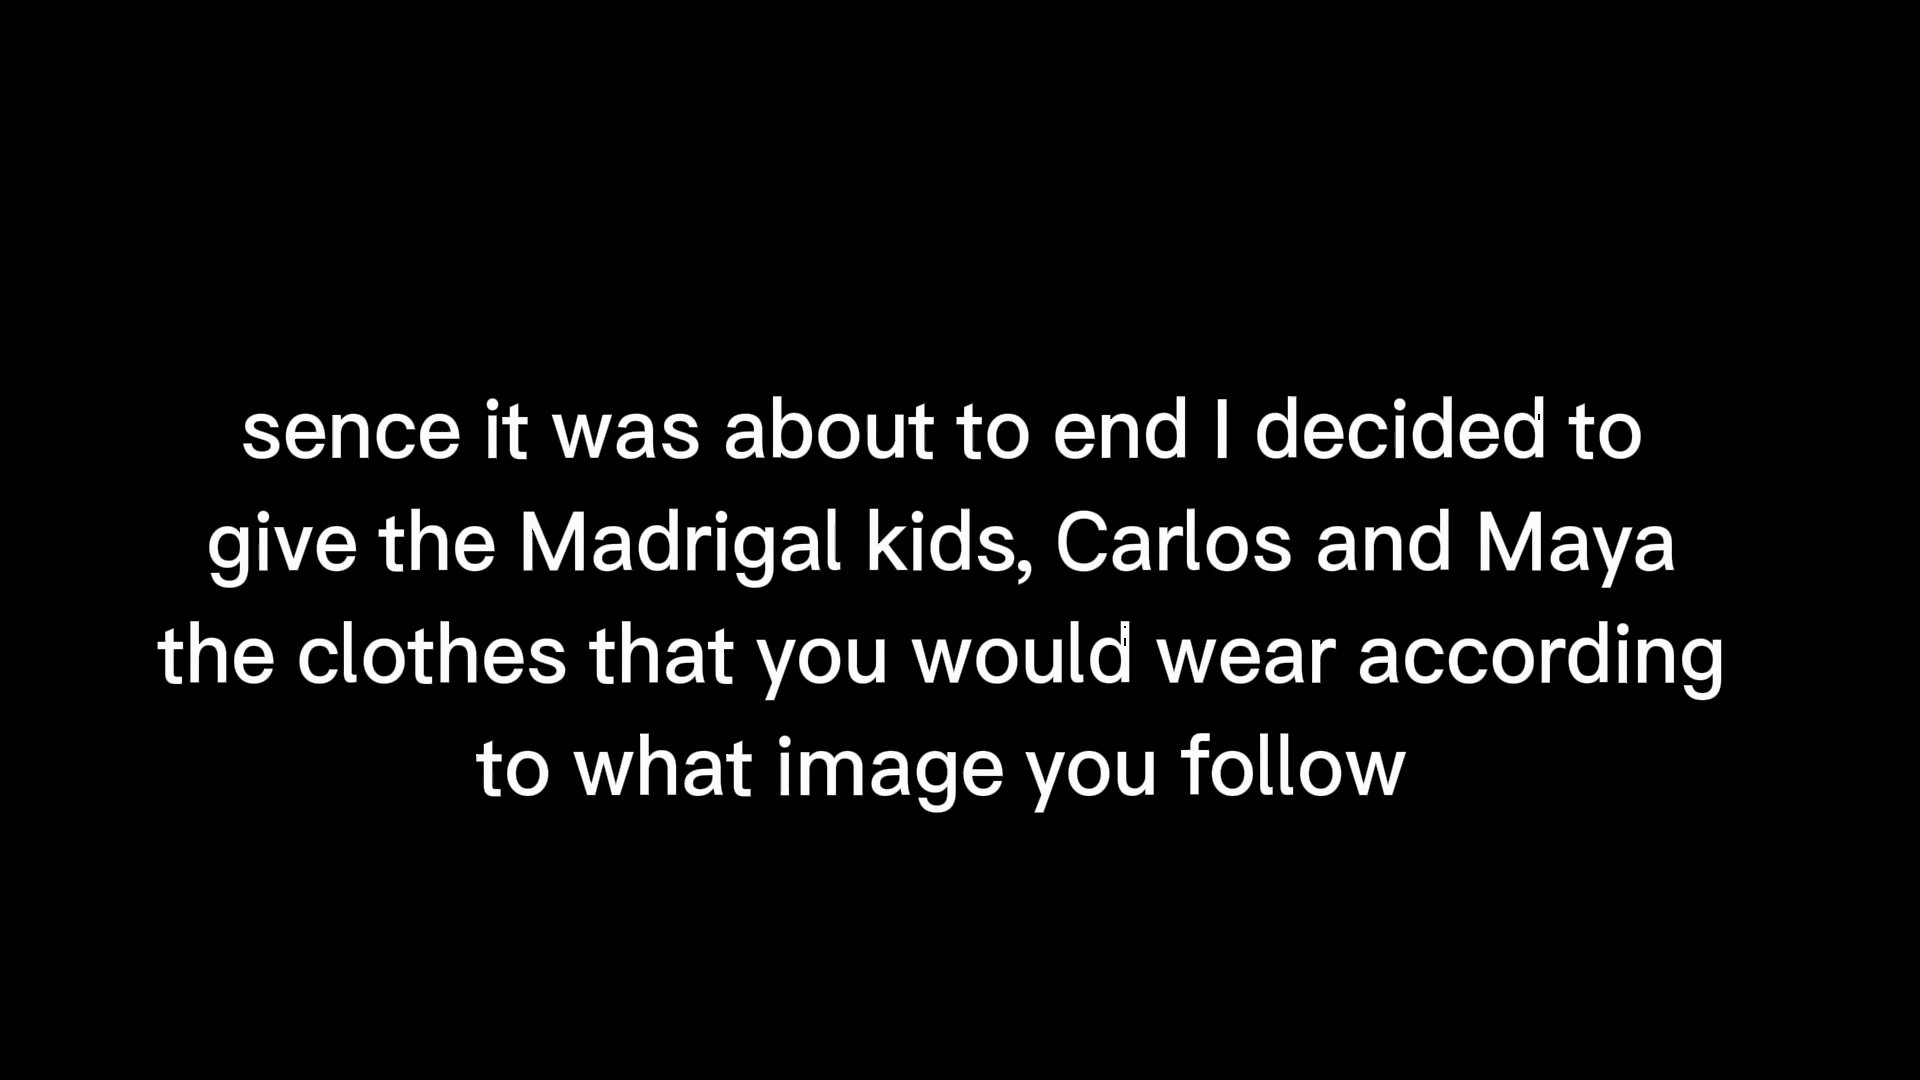 sence it was about to end I decided to
give the Madrigal kids, Carlos and Maya
the clothes that you would wear according
to what image you follow